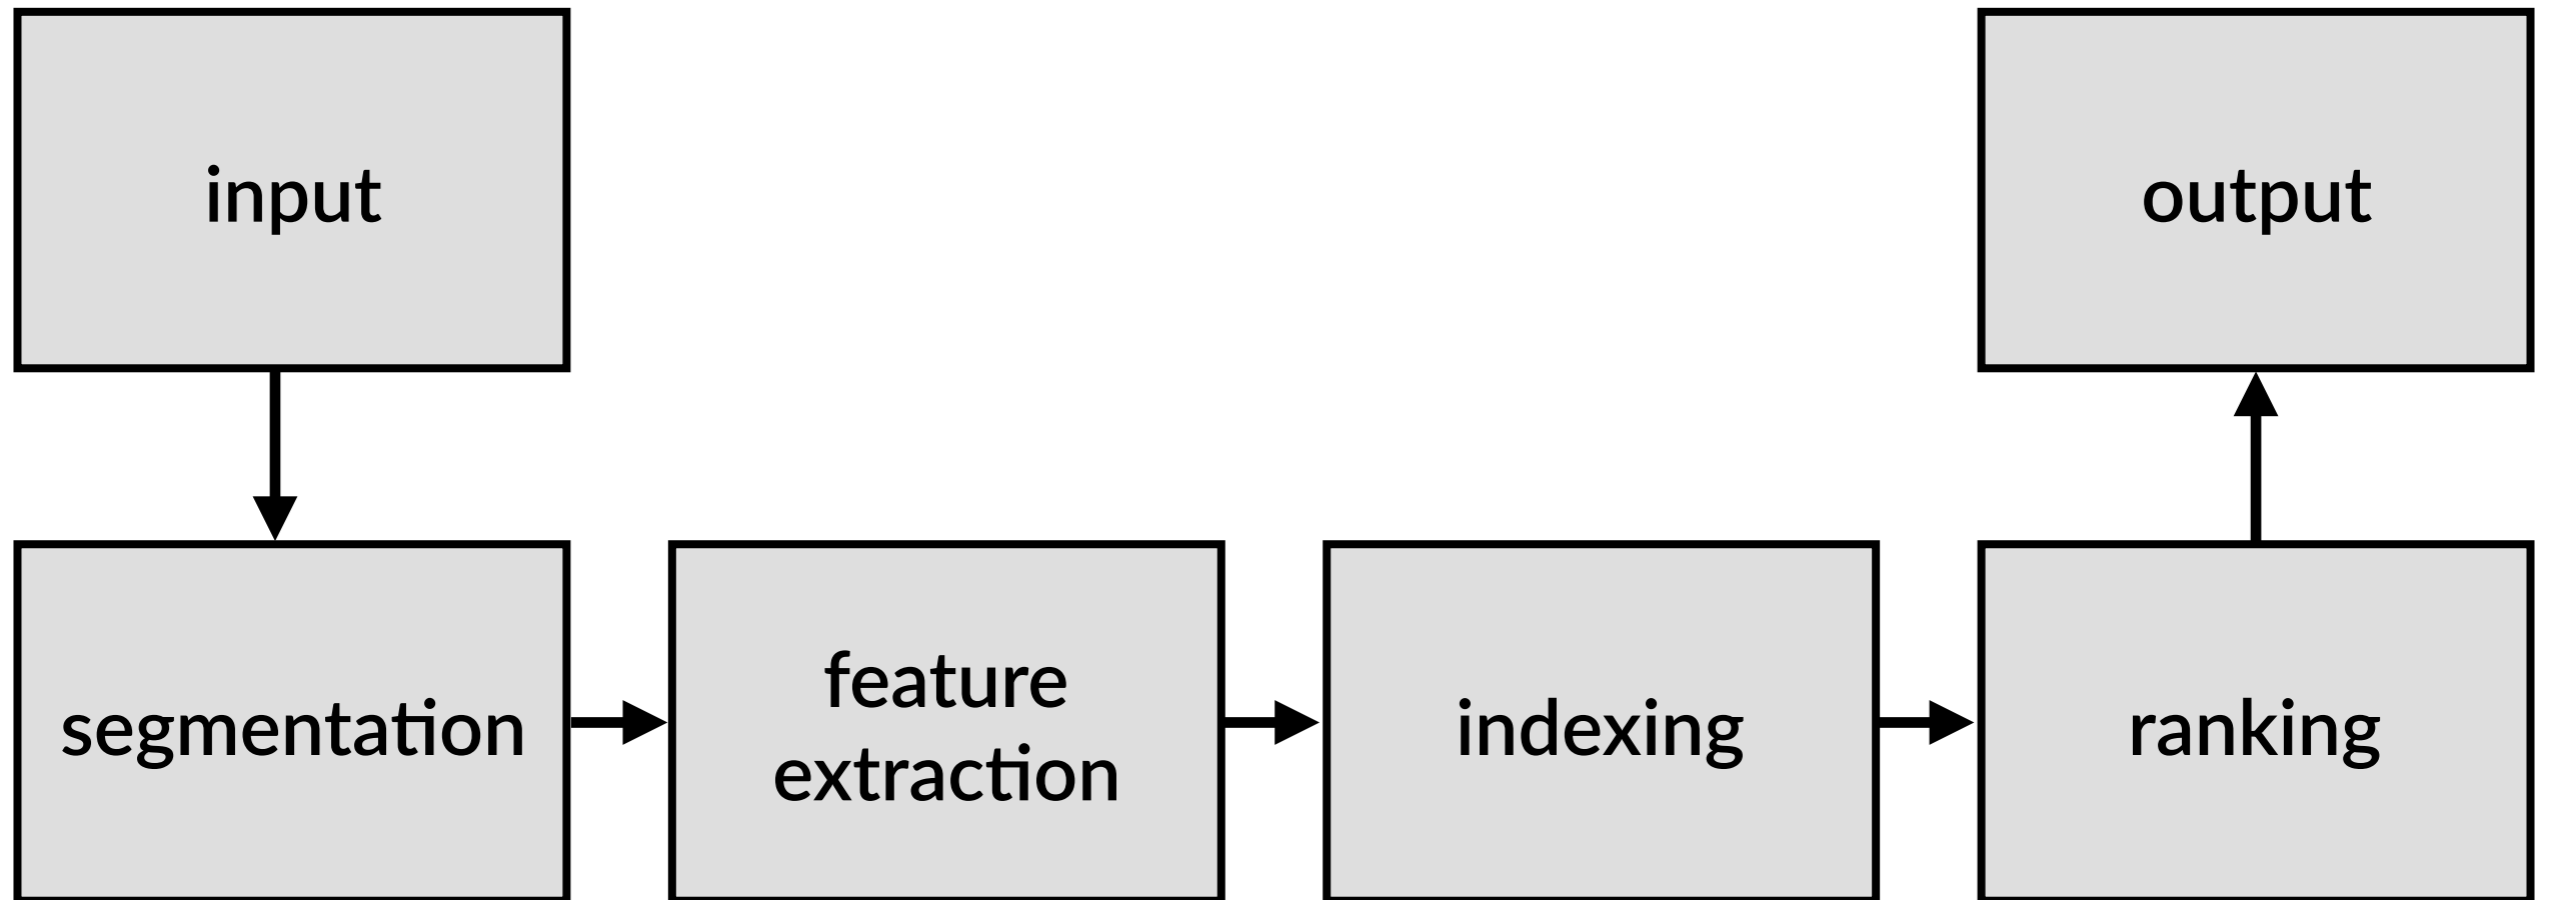 input
output
segmentation
feature
extraction
indexing
ranking